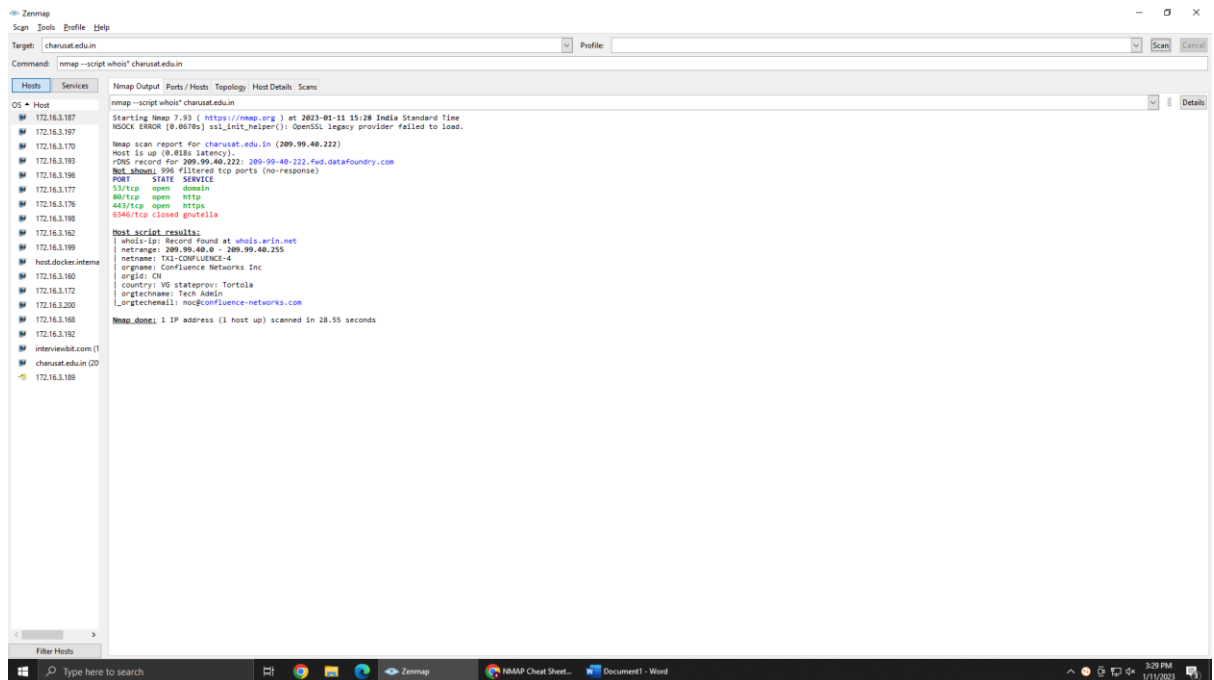 Zenmap
Scan Tools Profile Help
Target: charusat.edu.in Profile: Scan Cancel
Command: nmap --script whois* charusat.edu.in
Hosts Services Nmap Output Ports / Hosts Topology Host Details Scans
OS Host
nmap --script whois* charusat.edu.in Details
172.16.3.187
172.16.3.197
172.16.3.170
172.16.3.193
172.16.3.196
172.16.3.177
172.16.3.176
172.16.3.198
172.16.3.162
172.16.3.199
host.docker.interna
172.16.3.160
172.16.3.172
172.16.3.200
172.16.3.168
172.16.3.192
interviewbit.com (1
charusat.edu.in (20
172.16.3.189
Filter Hosts
Starting Nmap 7.93 ( https://nmap.org ) at 2023-01-11 15:28 India Standard Time
NSOCK ERROR [0.0670s] ssl_init_helper(): OpenSSL legacy provider failed to load.
Nmap scan report for charusat.edu.in (209.99.40.222)
Host is up (0.018s latency).
rDNS record for 209.99.40.222: 209-99-40-222.fwd.datafoundry.com
Not shown: 996 filtered tcp ports (no-response)
PORT STATE SERVICE
53/tcp open domain
80/tcp open http
443/tcp open https
6346/tcp closed gnutella
Host script results:
| whois-ip: Record found at whois.arin.net
| netrange: 209.99.40.0 - 209.99.40.255
| netname: TX1-CONFLUENCE-4
| orgname: Confluence Networks Inc
| orgid: CN
| country: VG stateprov: Tortola
| orgtechname: Tech Admin
|_orgtechemail: noc@confluence-networks.com
Nmap done: 1 IP address (1 host up) scanned in 28.55 seconds
Type here to search
Zenmap
NMAP Cheat Sheet...
Document1 - Word
3:29 PM
1/11/2023